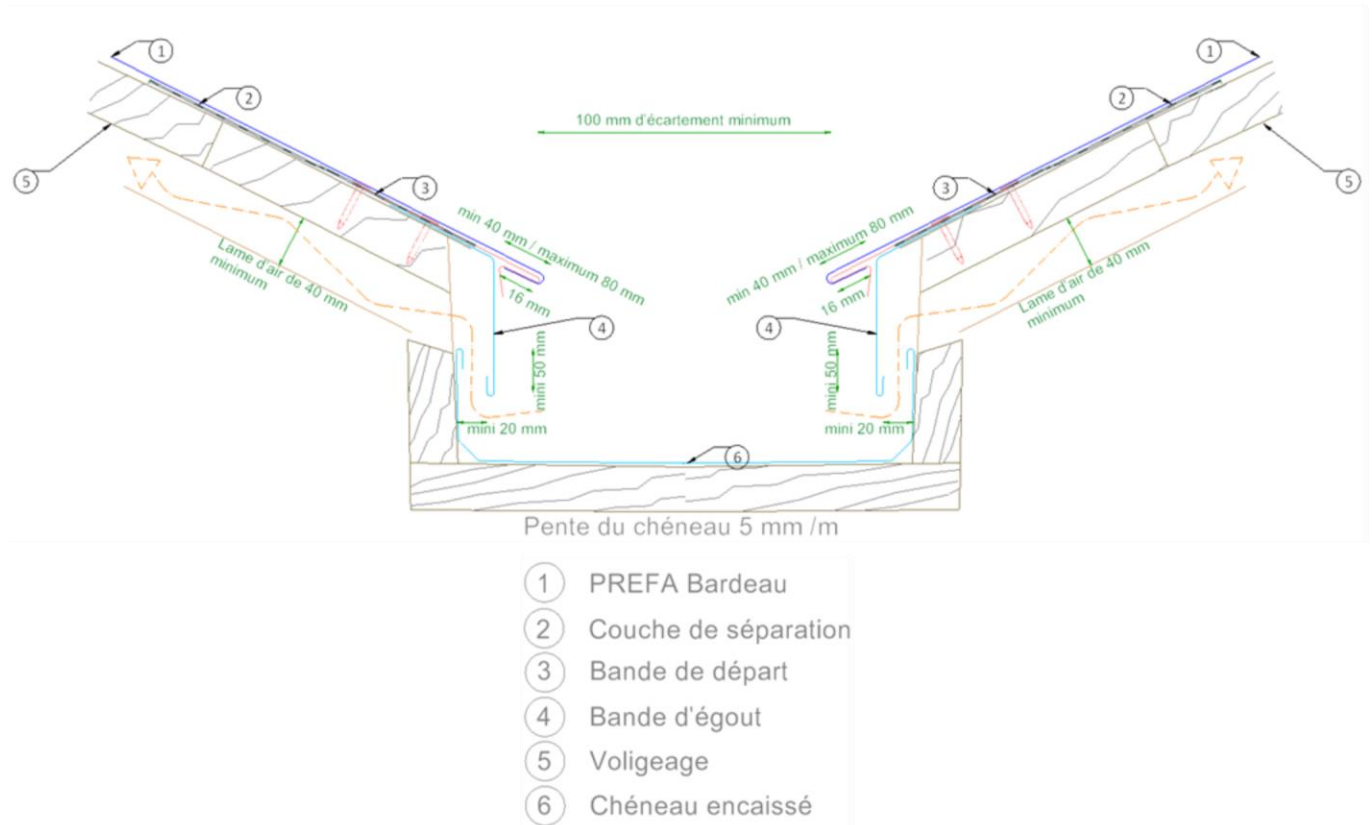 1
1
2
2
100 mm d'écartement minimum
5
5
3
3
min 40 mm / maximum 80 mm
min 40 mm / maximum 80 mm
Lame d'air de 40 mm
minimum
Lame d'air de 40 mm
minimum
16 mm
16 mm
4
4
mini 50 mm
mini 50 mm
mini 20 mm
mini 20 mm
6
Pente du chéneau 5 mm /m
1 PREFA Bardeau
2 Couche de séparation
3 Bande de départ
4 Bande d'égout
5 Voligeage
6 Chéneau encaissé